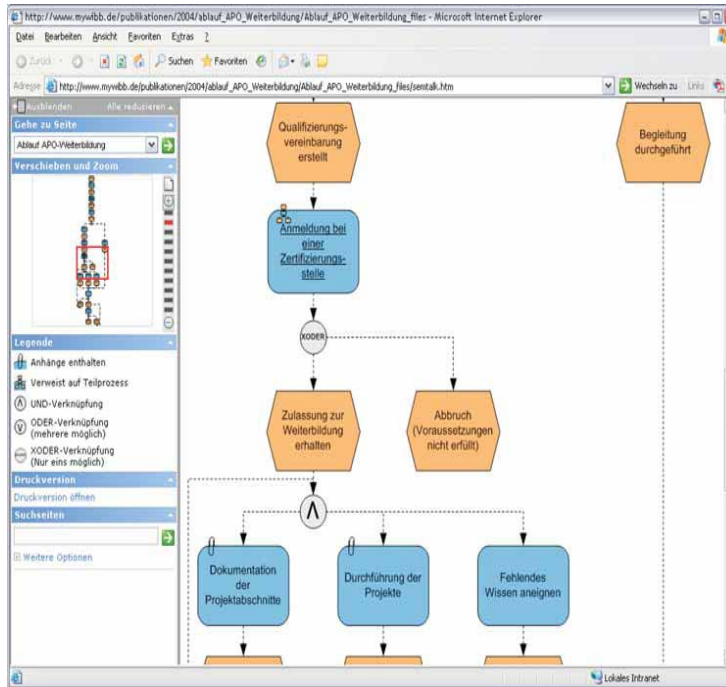 http://www.mywibb.de/publikationen/2004/ablauf_APO_Weiterbildung/Ablauf_APO_Weiterbildung_files - Microsoft Internet Explorer
Datei Bearbeiten Ansicht Favoriten Extras ?
Zurück Suchen Favoriten
Adresse http://www.mywibb.de/publikationen/2004/ablauf_APO_Weiterbildung/Ablauf_APO_Weiterbildung_files/semtalk.htm Wechseln zu Links
Ausblenden Alle reduzieren
Gehe zu Seite
Ablauf APO-Weiterbildung
Verschieben und Zoom
Legende
Anhänge enthalten
Verweist auf Teilprozess
UND-Verknüpfung
ODER-Verknüpfung
(mehrere möglich)
XODER-Verknüpfung
(Nur eins möglich)
Druckversion
Druckversion öffnen
Suchseiten
Weitere Optionen
Qualifizierungs-
vereinbarung
erstellt
Begleitung
durchgeführt
Anmeldung bei
einer
Zertifizierungs-
stelle
XODER
Zulassung zur
Weiterbildung
erhalten
Abbruch
(Voraussetzungen
nicht erfüllt)
Λ
Dokumentation
der
Projektabschnitte
Durchführung der
Projekte
Fehlendes
Wissen aneignen
Lokales Intranet